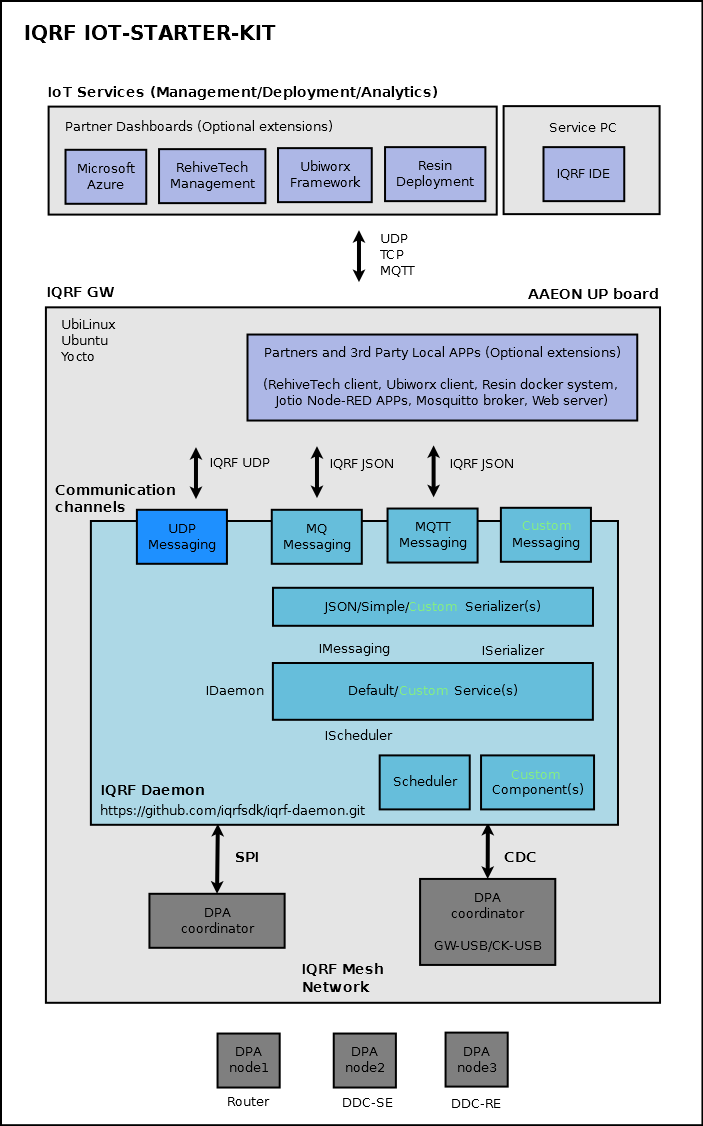 IQRF IOT-STARTER-KIT
IoT Services (Management/Deployment/Analytics)
Partner Dashboards (Optional extensions)
Microsoft
Azure
RehiveTech
Management
Ubiworx
Framework
Resin
Deployment
Service PC
IQRF IDE
UDP
TCP
MQTT
IQRF GW
AAEON UP board
UbiLinux
Ubuntu
Yocto
Partners and 3rd Party Local APPs (Optional extensions)
(RehiveTech client, Ubiworx client, Resin docker system,
Jotio Node-RED APPs, Mosquitto broker, Web server)
IQRF UDP
IQRF JSON
IQRF JSON
Communication
channels
UDP
Messaging
MQ
Messaging
MQTT
Messaging
Custom
Messaging
JSON/Simple/Custom Serializer(s)
IMessaging
ISerializer
IDaemon
Default/Custom Service(s)
IScheduler
Scheduler
Custom
Component(s)
IQRF Daemon
https://github.com/iqrfsdk/iqrf-daemon.git
SPI
CDC
DPA
coordinator
DPA
coordinator
GW-USB/CK-USB
IQRF Mesh
Network
DPA
node1
DPA
node2
DPA
node3
Router
DDC-SE
DDC-RE